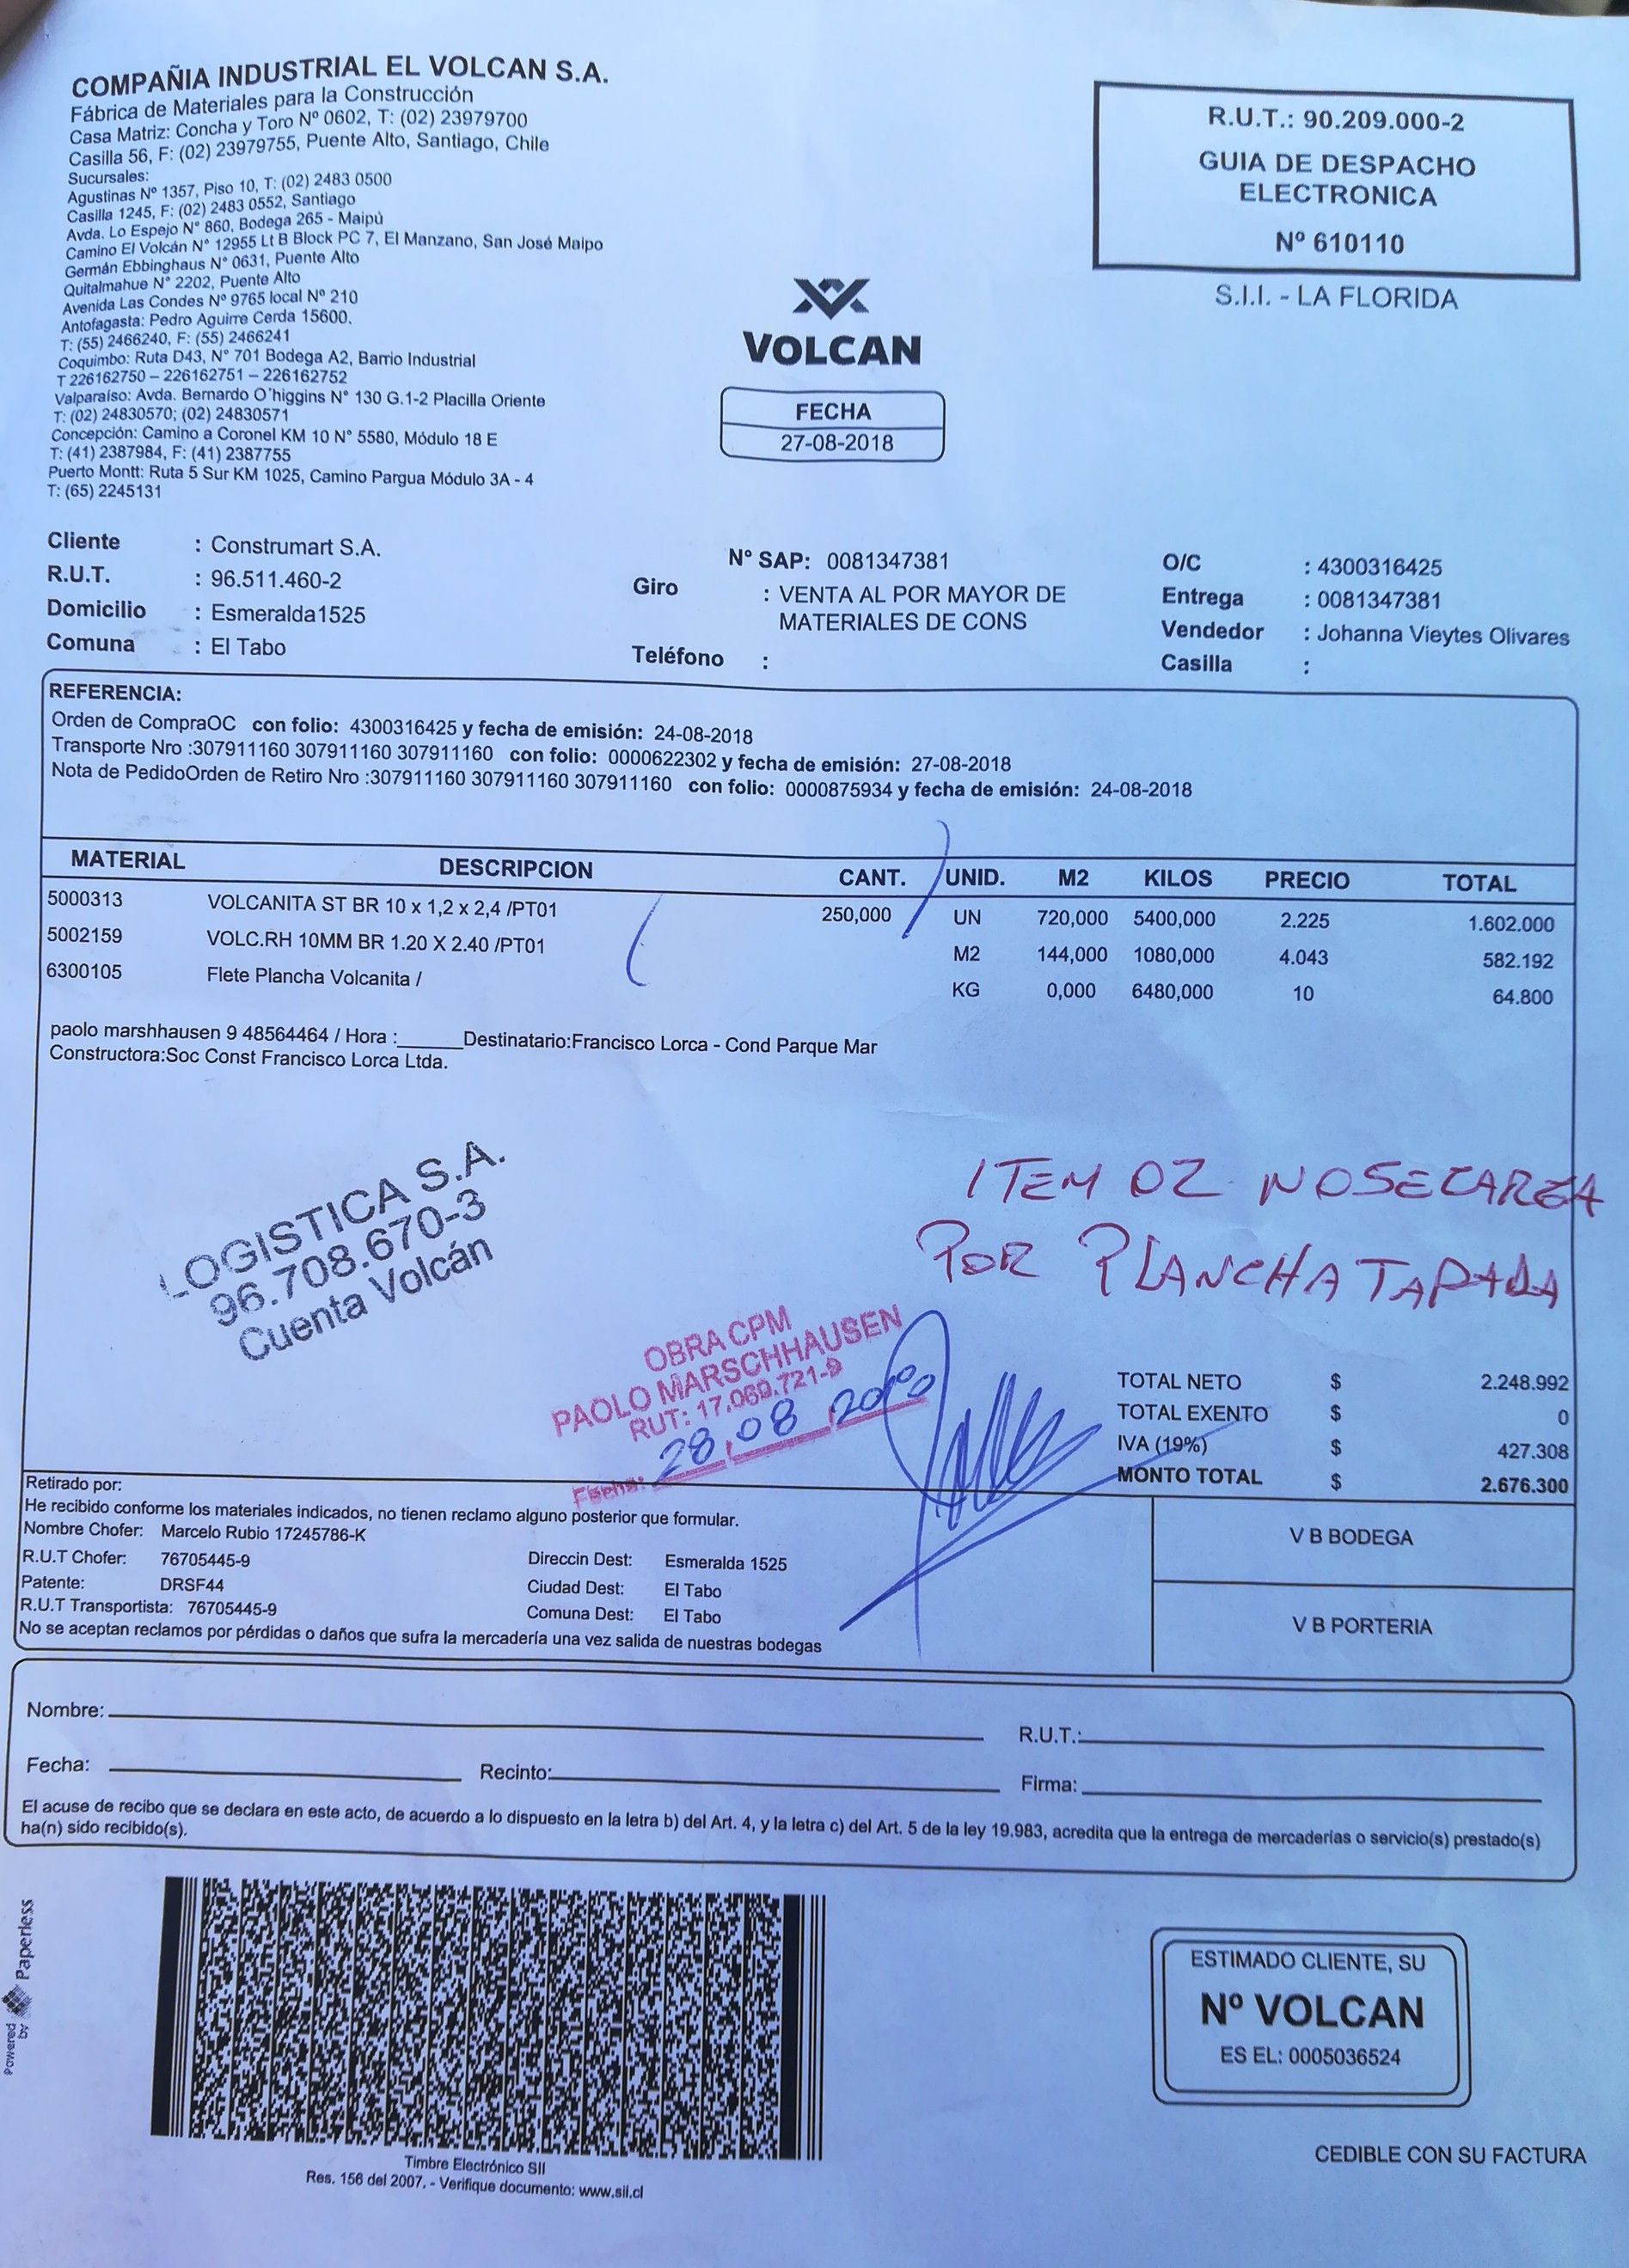 COMPAÑIA INDUSTRIAL EL VOLCAN S.A.
Fábrica de Materiales para la Construcción
Casa Matriz: Concha y Toro Nº 0602, T: (02) 23979700
Casilla 56, F: (02) 23979755, Puente Alto, Santiago, Chile
Sucursales:
Agustinas Nº 1357, Piso 10, T: (02) 2483 0500
Casilla 1245, F: (02) 2483 0552, Santiago
Avda. Lo Espejo N° 860, Bodega 265 - Maipú
Camino El Volcán N° 12955 Lt B Block PC 7, El Manzano, San José Maipo
Germán Ebbinghaus N° 0631, Puente Alto
Quitalmahue N° 2202, Puente Alto
Avenida Las Condes Nº 9765 local Nº 210
Antofagasta: Pedro Aguirre Cerda 15600.
T: (55) 2466240, F: (55) 2466241
Coquimbo: Ruta D43, N° 701 Bodega A2, Barrio Industrial
T 226162750 – 226162751 – 226162752
Valparaíso: Avda. Bernardo O'higgins N° 130 G.1-2 Placilla Oriente
T: (02) 24830570; (02) 24830571
Concepción: Camino a Coronel KM 10 N° 5580, Módulo 18 E
T: (41) 2387984, F: (41) 2387755
Puerto Montt: Ruta 5 Sur KM 1025, Camino Pargua Módulo 3A - 4
T: (65) 2245131
VOLCAN
FECHA
27-08-2018
R.U.T.: 90.209.000-2
GUIA DE DESPACHO
ELECTRONICA
Nº 610110
S.I.I. - LA FLORIDA
Cliente : Construmart S.A.
R.U.T. : 96.511.460-2
Domicilio : Esmeralda1525
Comuna : El Tabo
N° SAP: 0081347381
Giro : VENTA AL POR MAYOR DE
MATERIALES DE CONS
Teléfono :
O/C : 4300316425
Entrega : 0081347381
Vendedor : Johanna Vieytes Olivares
Casilla :
REFERENCIA:
Orden de CompraOC con folio: 4300316425 y fecha de emisión: 24-08-2018
Transporte Nro :307911160 307911160 307911160 con folio: 0000622302 y fecha de emisión: 27-08-2018
Nota de PedidoOrden de Retiro Nro :307911160 307911160 307911160 con folio: 0000875934 y fecha de emisión: 24-08-2018
MATERIAL DESCRIPCION CANT. UNID. M2 KILOS PRECIO TOTAL
5000313 VOLCANITA ST BR 10 x 1,2 x 2,4 /PT01 250,000 UN 720,000 5400,000 2.225 1.602.000
5002159 VOLC.RH 10MM BR 1.20 X 2.40 /PT01 M2 144,000 1080,000 4.043 582.192
6300105 Flete Plancha Volcanita / KG 0,000 6480,000 10 64.800
paolo marshhausen 9 48564464 / Hora :______Destinatario:Francisco Lorca - Cond Parque Mar
Constructora:Soc Const Francisco Lorca Ltda.
LOGISTICA S.A.
96.708.670-3
Cuenta Volcán
ITEM 02 NO SE CARGA
POR PLANCHA TAPADA
OBRA CPM
PAOLO MARSCHHAUSEN
RUT: 17.069.721-9
Fecha: 28 08
TOTAL NETO $ 2.248.992
TOTAL EXENTO $ 0
IVA (19%) $ 427.308
MONTO TOTAL $ 2.676.300
Retirado por:
He recibido conforme los materiales indicados, no tienen reclamo alguno posterior que formular.
Nombre Chofer: Marcelo Rubio 17245786-K
R.U.T Chofer: 76705445-9 Direccin Dest: Esmeralda 1525
Patente: DRSF44 Ciudad Dest: El Tabo
R.U.T Transportista: 76705445-9 Comuna Dest: El Tabo
No se aceptan reclamos por pérdidas o daños que sufra la mercadería una vez salida de nuestras bodegas
V B BODEGA
V B PORTERIA
Nombre: R.U.T.:
Fecha: Recinto: Firma:
El acuse de recibo que se declara en este acto, de acuerdo a lo dispuesto en la letra b) del Art. 4, y la letra c) del Art. 5 de la ley 19.983, acredita que la entrega de mercaderías o servicio(s) prestado(s)
ha(n) sido recibido(s).
Powered by Paperless
Timbre Electrónico SII
Res. 156 del 2007. - Verifique documento: www.sii.cl
ESTIMADO CLIENTE, SU
Nº VOLCAN
ES EL: 0005036524
CEDIBLE CON SU FACTURA